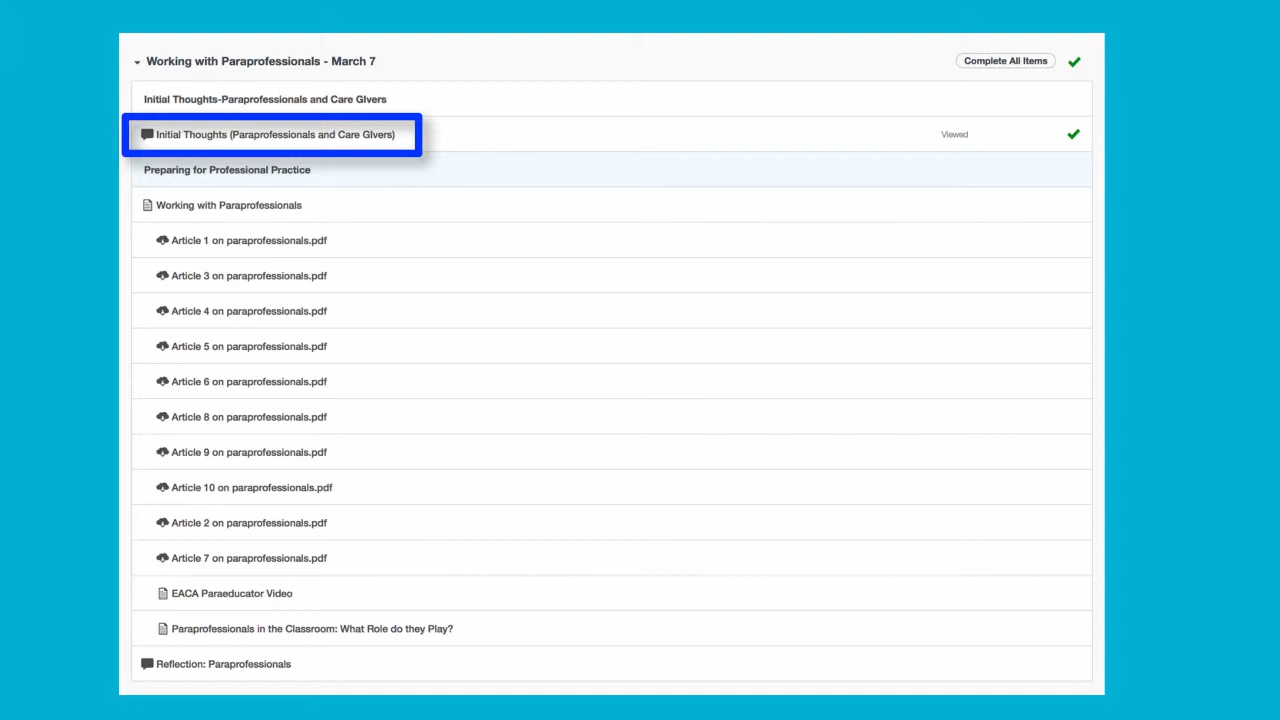 Working with Paraprofessionals - March 7
Complete All Items
Initial Thoughts-Paraprofessionals and Care GIvers
Initial Thoughts (Paraprofessionals and Care GIvers)
Viewed
Preparing for Professional Practice
Working with Paraprofessionals
Article 1 on paraprofessionals.pdf
Article 3 on paraprofessionals.pdf
Article 4 on paraprofessionals.pdf
Article 5 on paraprofessionals.pdf
Article 6 on paraprofessionals.pdf
Article 8 on paraprofessionals.pdf
Article 9 on paraprofessionals.pdf
Article 10 on paraprofessionals.pdf
Article 2 on paraprofessionals.pdf
Article 7 on paraprofessionals.pdf
EACA Paraeducator Video
Paraprofessionals in the Classroom: What Role do they Play?
Reflection: Paraprofessionals